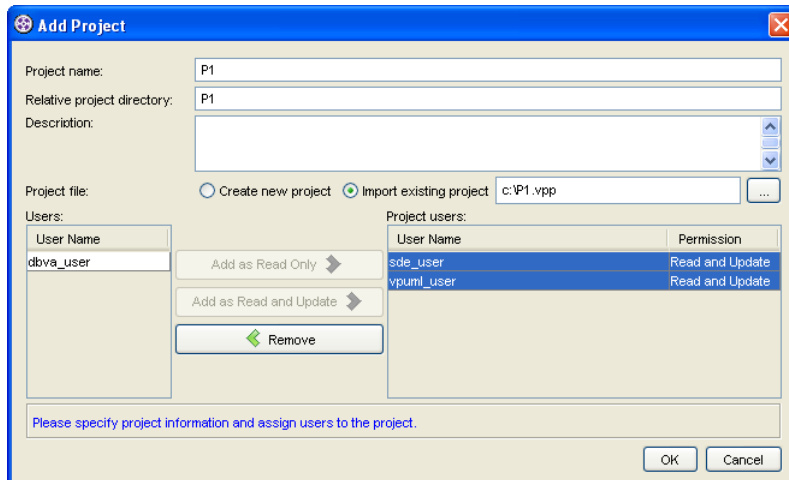 Add Project
Project name: P1
Relative project directory: P1
Description:
Project file: Create new project Import existing project c:\P1.vpp ...
Users: Project users:
User Name User Name Permission
dbva_user Add as Read Only sde_user Read and Update
vpuml_user Read and Update
Add as Read and Update
Remove
Please specify project information and assign users to the project.
OK Cancel